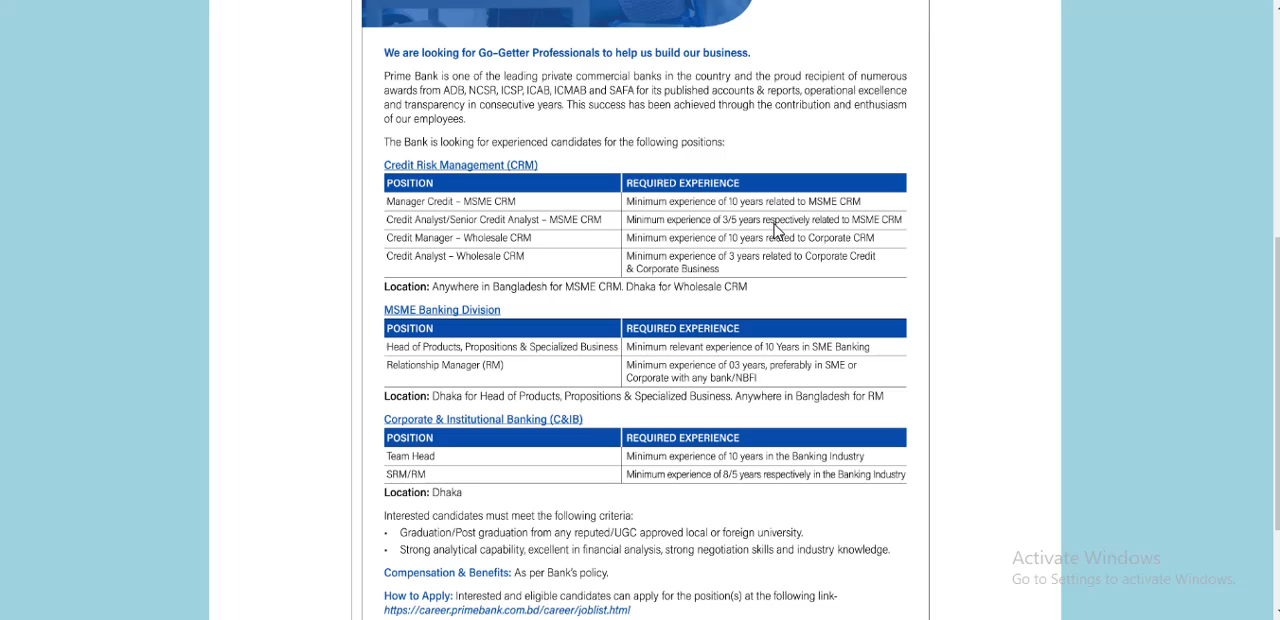 We are looking for Go-Getter Professionals to help us build our business.
Prime Bank is one of the leading private commercial banks in the country and the proud recipient of numerous
awards from ADB, NCSR, ICSP, ICAB, ICMAB and SAFA for its published accounts & reports, operational excellence
and transparency in consecutive years. This success has been achieved through the contribution and enthusiasm
of our employees.
The Bank is looking for experienced candidates for the following positions:
Credit Risk Management (CRM)
POSITION REQUIRED EXPERIENCE
Manager Credit - MSME CRM Minimum experience of 10 years related to MSME CRM
Credit Analyst/Senior Credit Analyst - MSME CRM Minimum experience of 3/5 years respectively related to MSME CRM
Credit Manager - Wholesale CRM Minimum experience of 10 years related to Corporate CRM
Credit Analyst - Wholesale CRM Minimum experience of 3 years related to Corporate Credit
& Corporate Business
Location: Anywhere in Bangladesh for MSME CRM. Dhaka for Wholesale CRM
MSME Banking Division
POSITION REQUIRED EXPERIENCE
Head of Products, Propositions & Specialized Business Minimum relevant experience of 10 Years in SME Banking
Relationship Manager (RM) Minimum experience of 03 years, preferably in SME or
Corporate with any bank/NBFI
Location: Dhaka for Head of Products, Propositions & Specialized Business. Anywhere in Bangladesh for RM
Corporate & Institutional Banking (C&IB)
POSITION REQUIRED EXPERIENCE
Team Head Minimum experience of 10 years in the Banking Industry
SRM/RM Minimum experience of 8/5 years respectively in the Banking Industry
Location: Dhaka
Interested candidates must meet the following criteria:
• Graduation/Post graduation from any reputed/UGC approved local or foreign university.
• Strong analytical capability, excellent in financial analysis, strong negotiation skills and industry knowledge.
Compensation & Benefits: As per Bank's policy.
How to Apply: Interested and eligible candidates can apply for the position(s) at the following link-
https://career.primebank.com.bd/career/joblist.html
Activate Windows
Go to Settings to activate Windows.